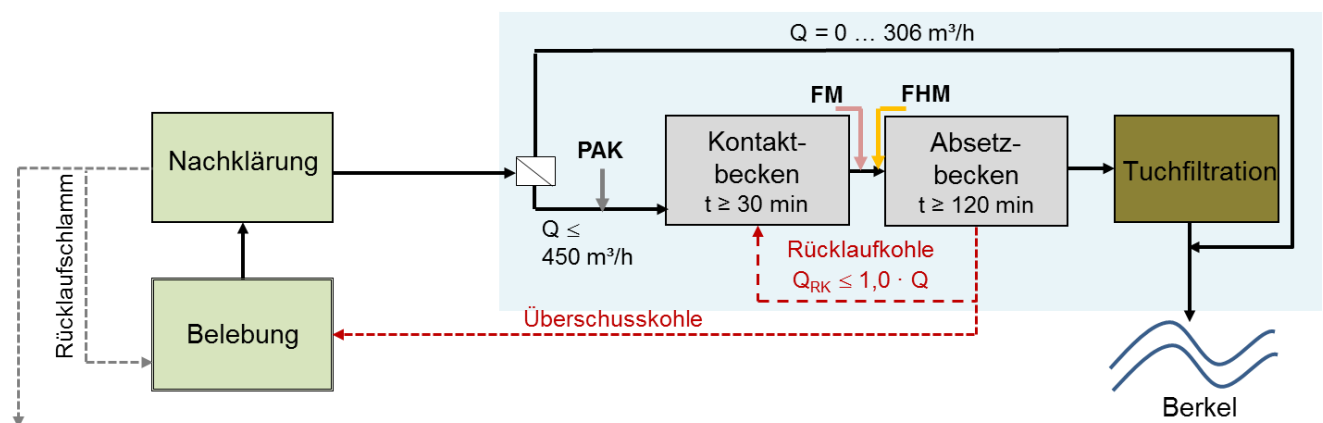 Q = 0 … 306 m³/h
FM
FHM
PAK
Nachklärung
Kontakt-
becken
t ≥ 30 min
Absetz-
becken
t ≥ 120 min
Tuchfiltration
Q ≤
450 m³/h
Rücklaufkohle
Q_RK ≤ 1,0 · Q
Rücklaufschlamm
Belebung
Überschusskohle
Berkel